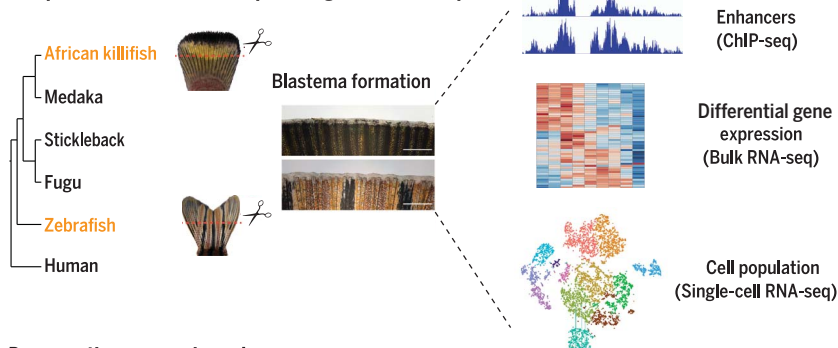 African killifish
Medaka
Stickleback
Fugu
Zebrafish
Human
Blastema formation
Enhancers
(ChIP-seq)
Differential gene
expression
(Bulk RNA-seq)
Cell population
(Single-cell RNA-seq)